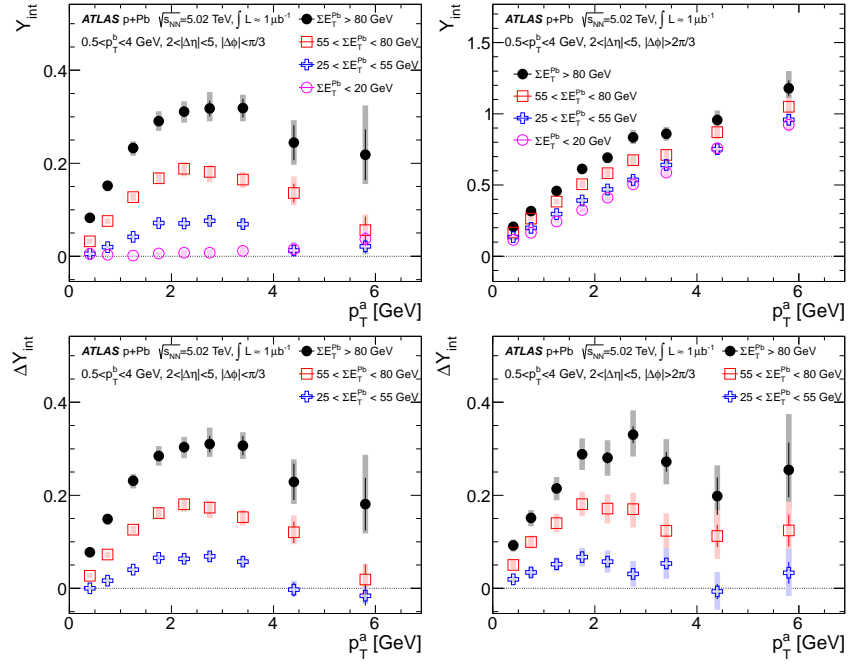 Y_int
ATLAS p+Pb √s_NN=5.02 TeV, ∫ L ≈ 1 μb⁻¹
0.5<p_T^b<4 GeV, 2<|Δη|<5, |Δϕ|<π/3
ΣE_T^Pb > 80 GeV
55 < ΣE_T^Pb < 80 GeV
25 < ΣE_T^Pb < 55 GeV
ΣE_T^Pb < 20 GeV
0.4
0.2
0
0 2 4 6
p_T^a [GeV]
Y_int
ATLAS p+Pb √s_NN=5.02 TeV, ∫ L ≈ 1 μb⁻¹
0.5<p_T^b<4 GeV, 2<|Δη|<5, |Δϕ|>2π/3
ΣE_T^Pb > 80 GeV
55 < ΣE_T^Pb < 80 GeV
25 < ΣE_T^Pb < 55 GeV
ΣE_T^Pb < 20 GeV
1.5
1
0.5
0
0 2 4 6
p_T^a [GeV]
ΔY_int
ATLAS p+Pb √s_NN=5.02 TeV, ∫ L ≈ 1 μb⁻¹
0.5<p_T^b<4 GeV, 2<|Δη|<5, |Δϕ|<π/3
ΣE_T^Pb > 80 GeV
55 < ΣE_T^Pb < 80 GeV
25 < ΣE_T^Pb < 55 GeV
0.4
0.2
0
0 2 4 6
p_T^a [GeV]
ΔY_int
ATLAS p+Pb √s_NN=5.02 TeV, ∫ L ≈ 1 μb⁻¹
0.5<p_T^b<4 GeV, 2<|Δη|<5, |Δϕ|>2π/3
ΣE_T^Pb > 80 GeV
55 < ΣE_T^Pb < 80 GeV
25 < ΣE_T^Pb < 55 GeV
0.4
0.2
0
0 2 4 6
p_T^a [GeV]